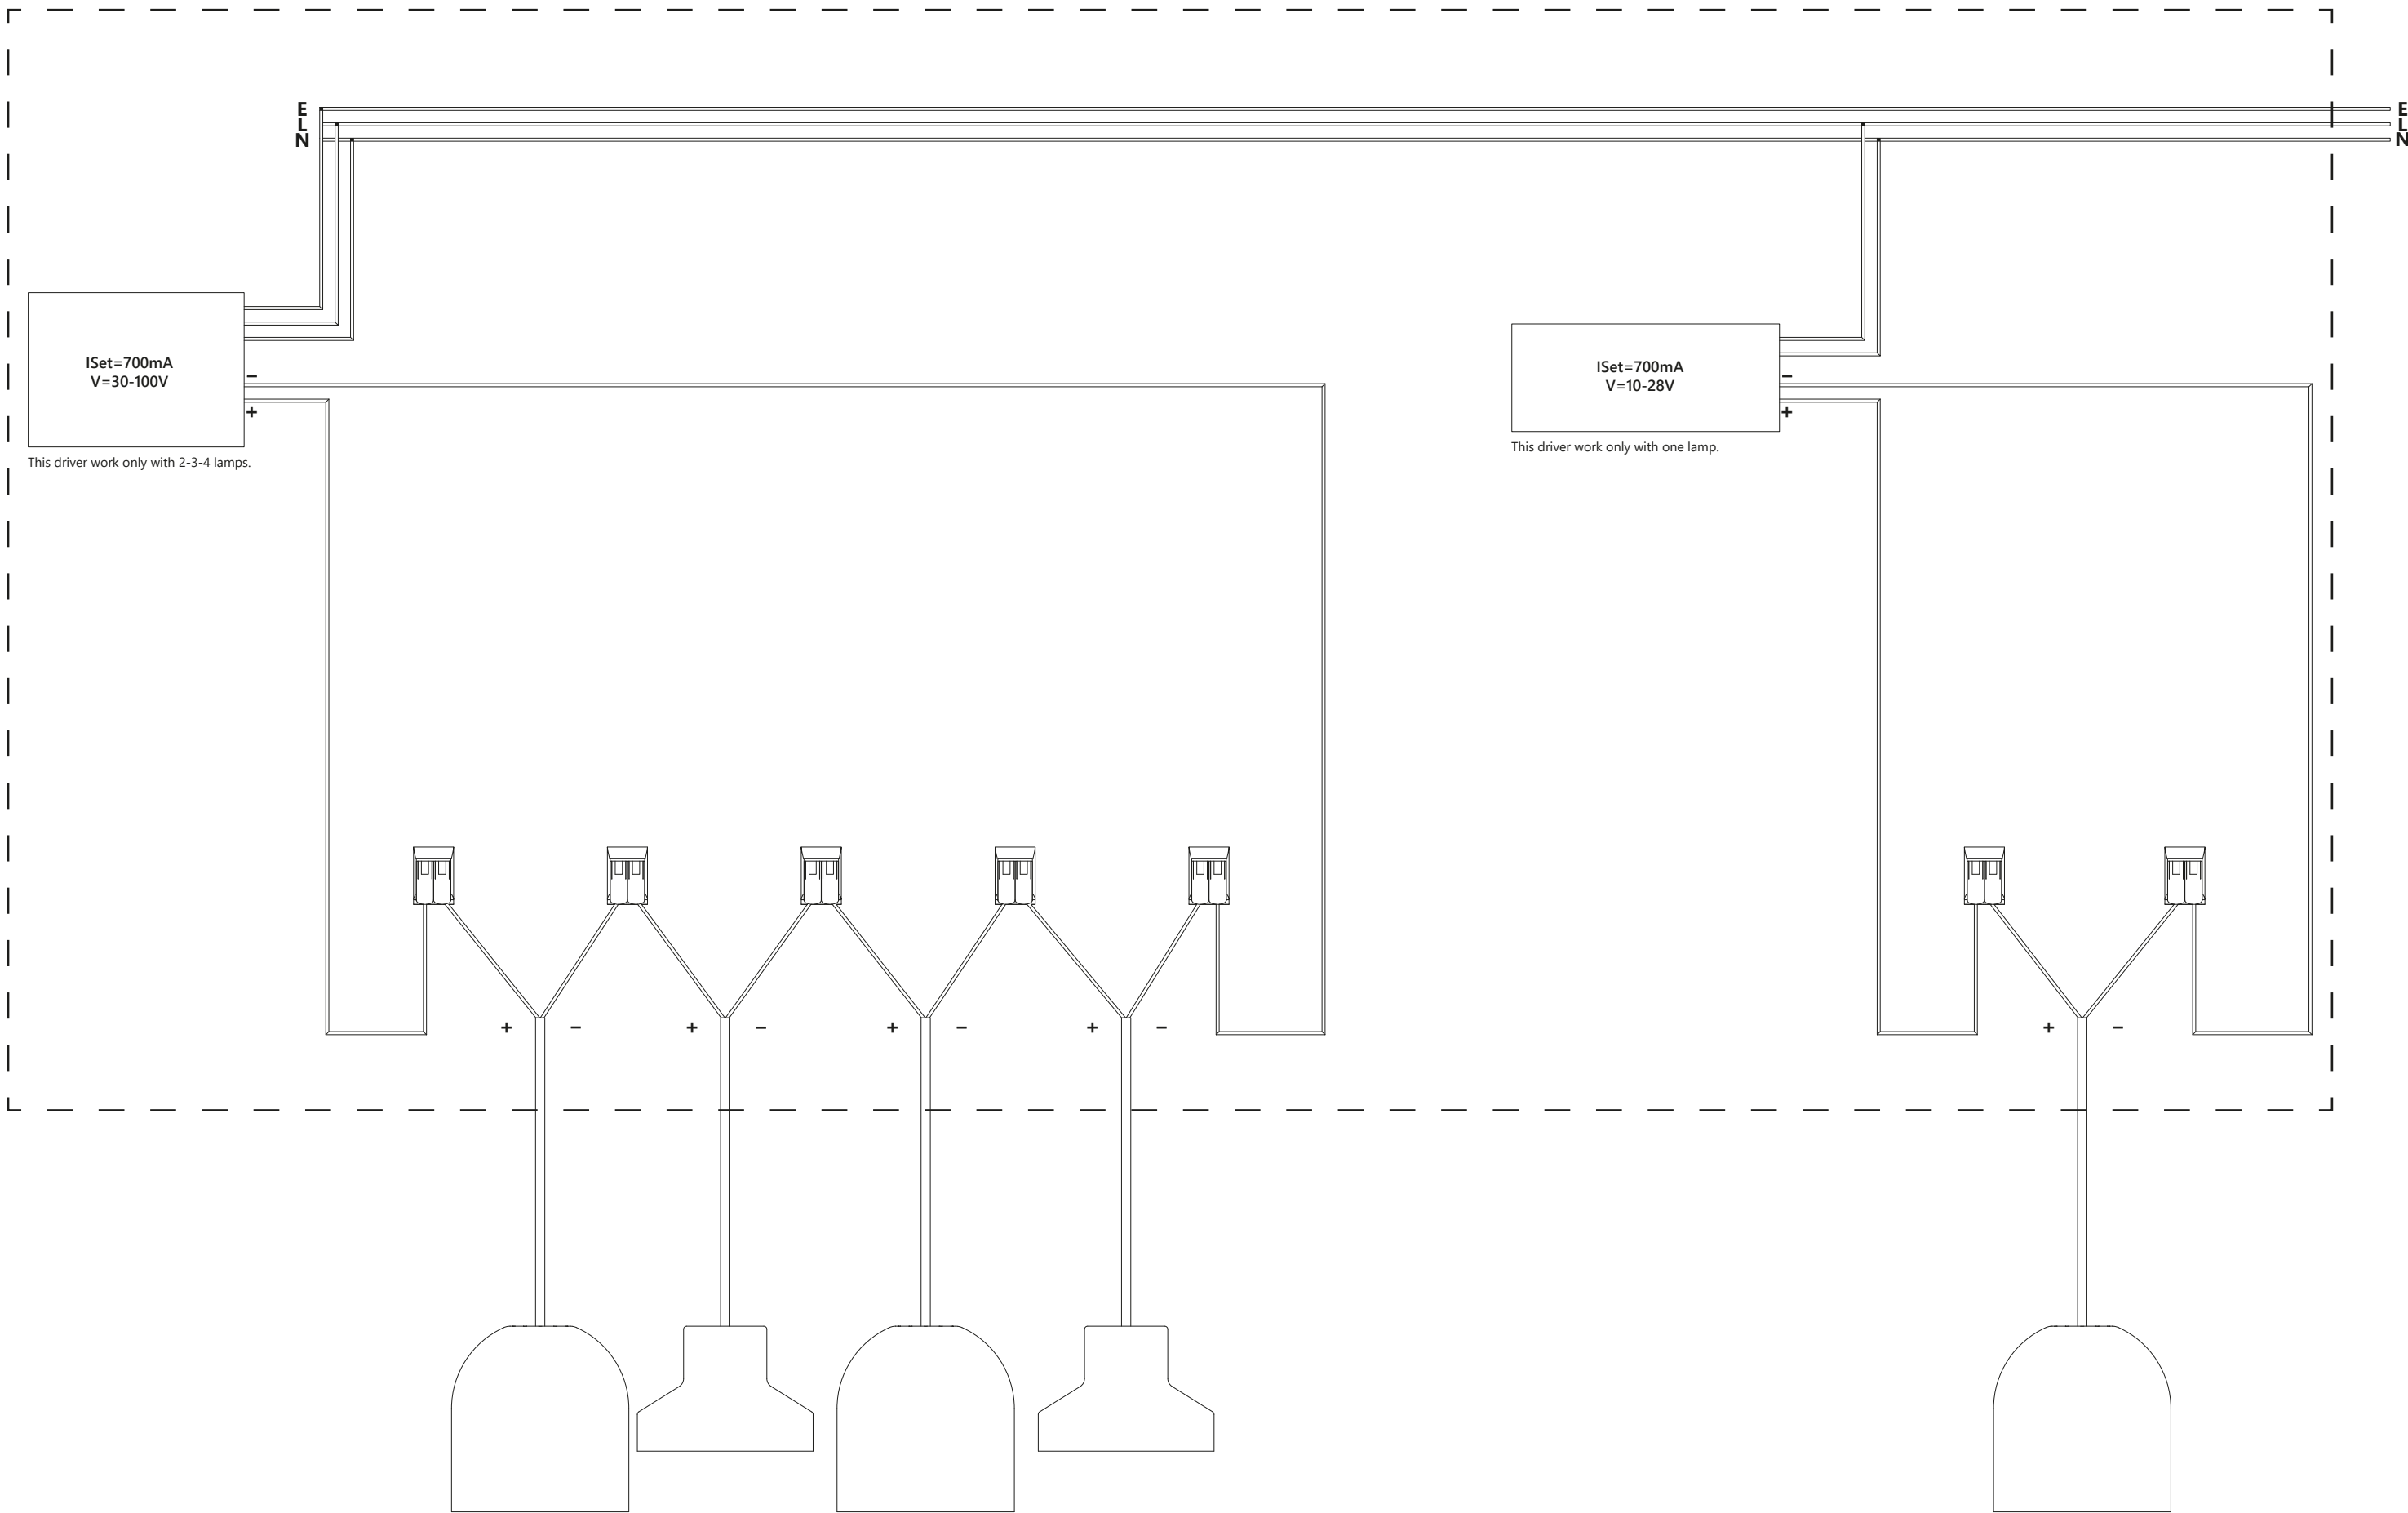 E
L
N
E
L
N
ISet=700mA
V=30-100V
−
+
This driver work only with 2-3-4 lamps.
ISet=700mA
V=10-28V
−
+
This driver work only with one lamp.
+ − + − + − + − + −